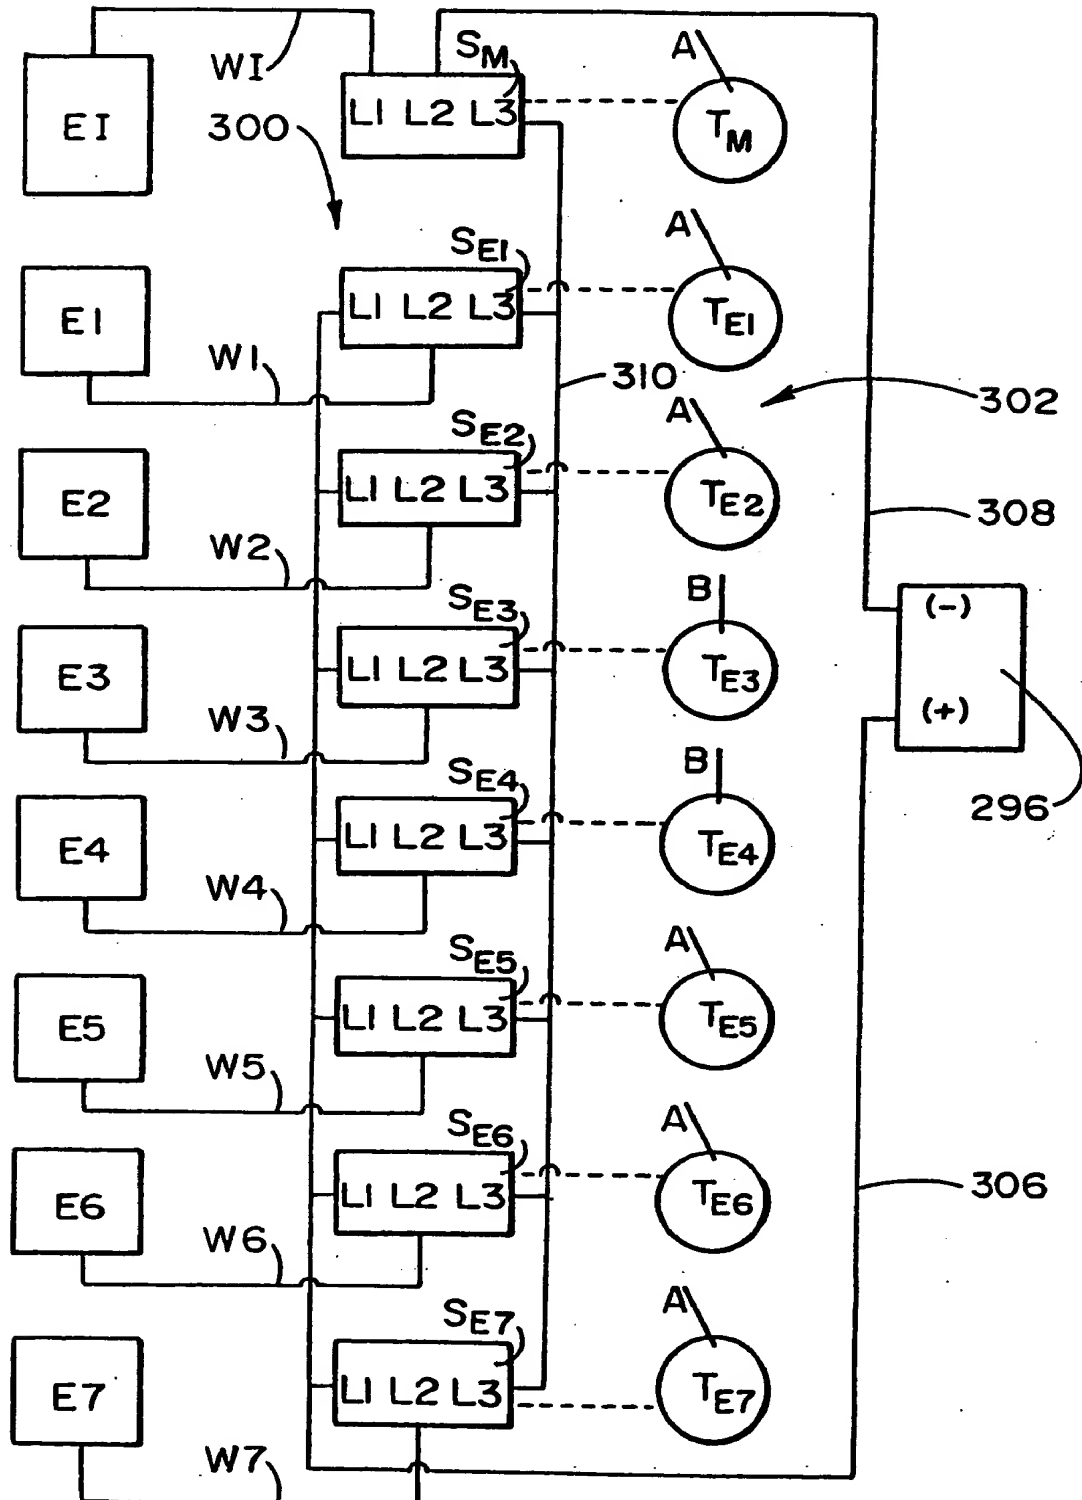 WI
SM
A
EI
L1 L2 L3
TM
300
A
SE1
E1
L1 L2 L3
TE1
W1
310
302
A
SE2
E2
L1 L2 L3
TE2
308
W2
B
SE3
(-)
E3
L1 L2 L3
TE3
(+)
W3
B
SE4
296
E4
L1 L2 L3
TE4
W4
A
SE5
E5
L1 L2 L3
TE5
W5
A
SE6
306
E6
L1 L2 L3
TE6
W6
A
SE7
E7
L1 L2 L3
TE7
W7